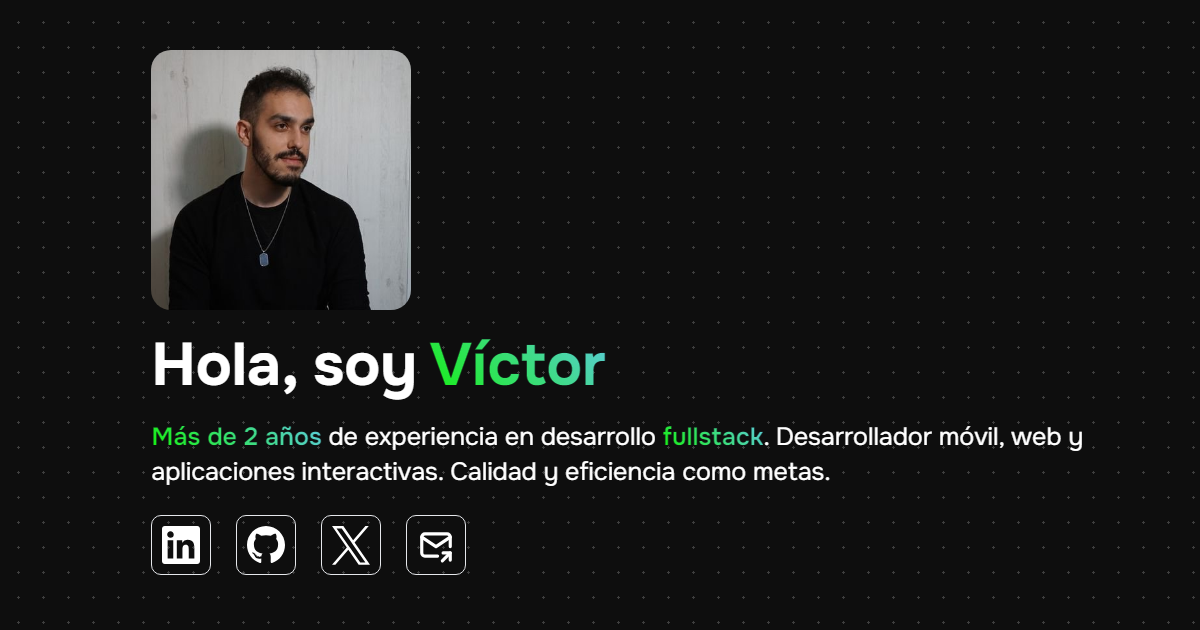 Hola, soy Víctor
Más de 2 años de experiencia en desarrollo fullstack. Desarrollador móvil, web y
aplicaciones interactivas. Calidad y eficiencia como metas.
in